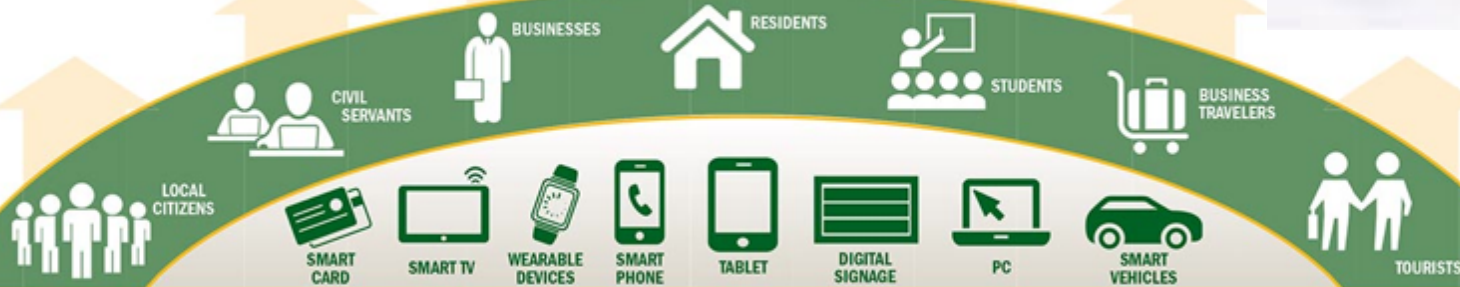 BUSINESSES
RESIDENTS
CIVIL
SERVANTS
STUDENTS
BUSINESS
TRAVELERS
LOCAL
CITIZENS
TOURISTS
SMART
CARD
SMART TV
WEARABLE
DEVICES
SMART
PHONE
TABLET
DIGITAL
SIGNAGE
PC
SMART
VEHICLES